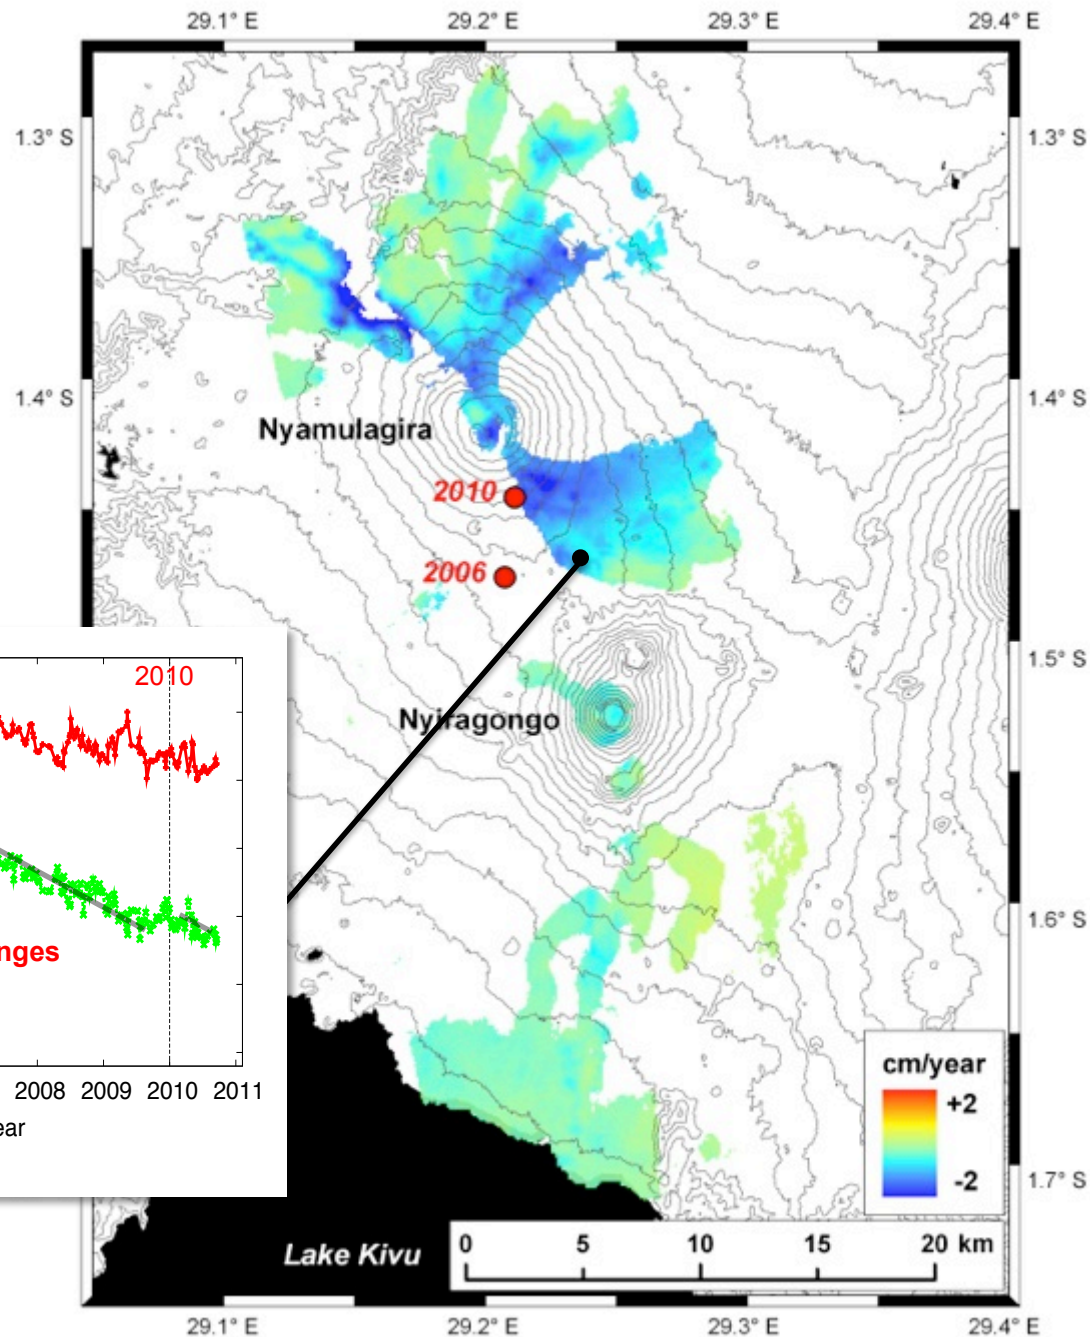 29.1° E 29.2° E 29.3° E 29.4° E
1.3° S 1.3° S
1.4° S 1.4° S
Nyamulagira
2010
2006
1.5° S
2010
Nyiragongo
1.6° S
nges
cm/year
+2
-2
2008 2009 2010 2011
ear
1.7° S
0 5 10 15 20 km
Lake Kivu
29.1° E 29.2° E 29.3° E 29.4° E